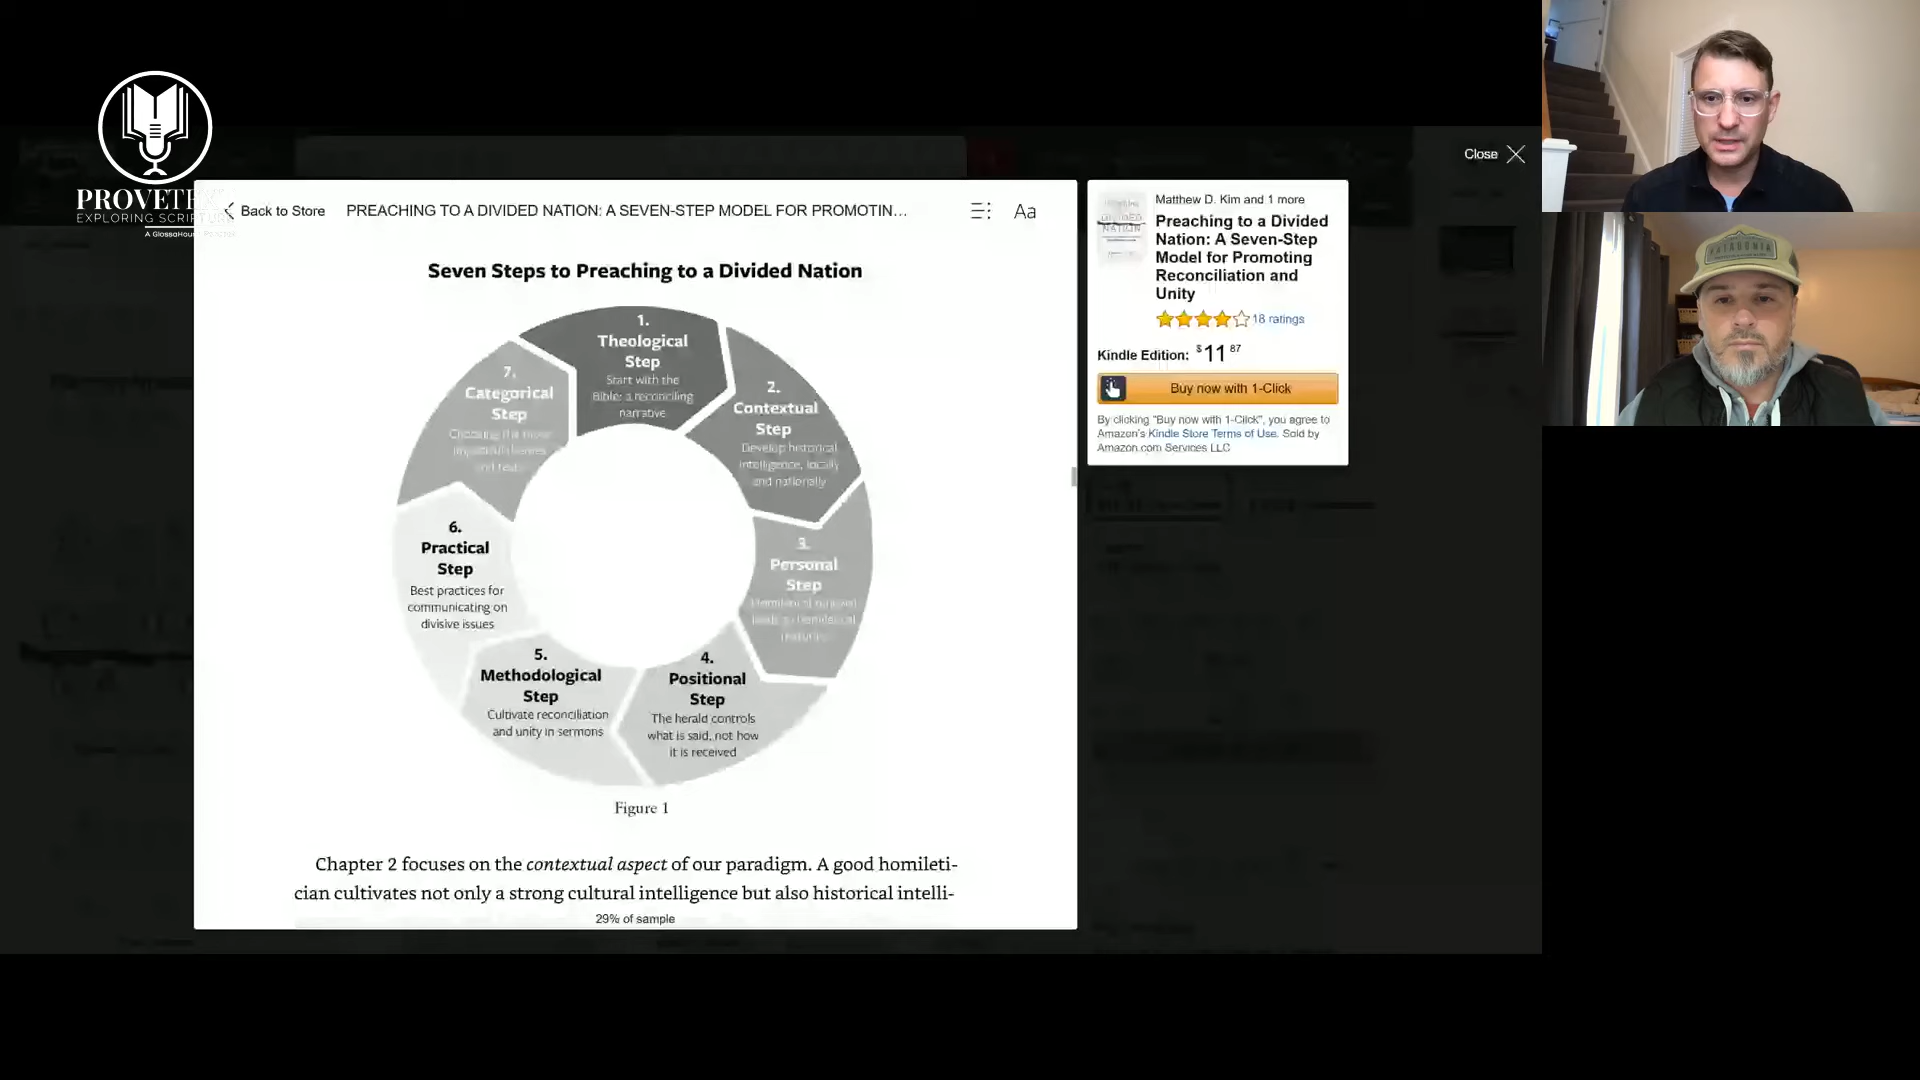 PROVETE
EXPLORING SCRIPTURE
Back to Store
PREACHING TO A DIVIDED NATION: A SEVEN-STEP MODEL FOR PROMOTIN...
Aa
Close
Seven Steps to Preaching to a Divided Nation
1.
Theological
Step
Start with the
Bible: a reconciling
narrative
2.
Contextual
Step
Develop historical
intelligence, locally
and nationally
3.
Personal
Step
4.
Positional
Step
The herald controls
what is said, not how
it is received
5.
Methodological
Step
Cultivate reconciliation
and unity in sermons
6.
Practical
Step
Best practices for
communicating on
divisive issues
7.
Categorical
Step
Figure 1
Chapter 2 focuses on the contextual aspect of our paradigm. A good homileti-
cian cultivates not only a strong cultural intelligence but also historical intelli-
29% of sample
Matthew D. Kim and 1 more
Preaching to a Divided
Nation: A Seven-Step
Model for Promoting
Reconciliation and
Unity
18 ratings
Kindle Edition: $11 87
Buy now with 1-Click
By clicking "Buy now with 1-Click", you agree to
Amazon's Kindle Store Terms of Use. Sold by
Amazon.com Services LLC
PATAGONIA